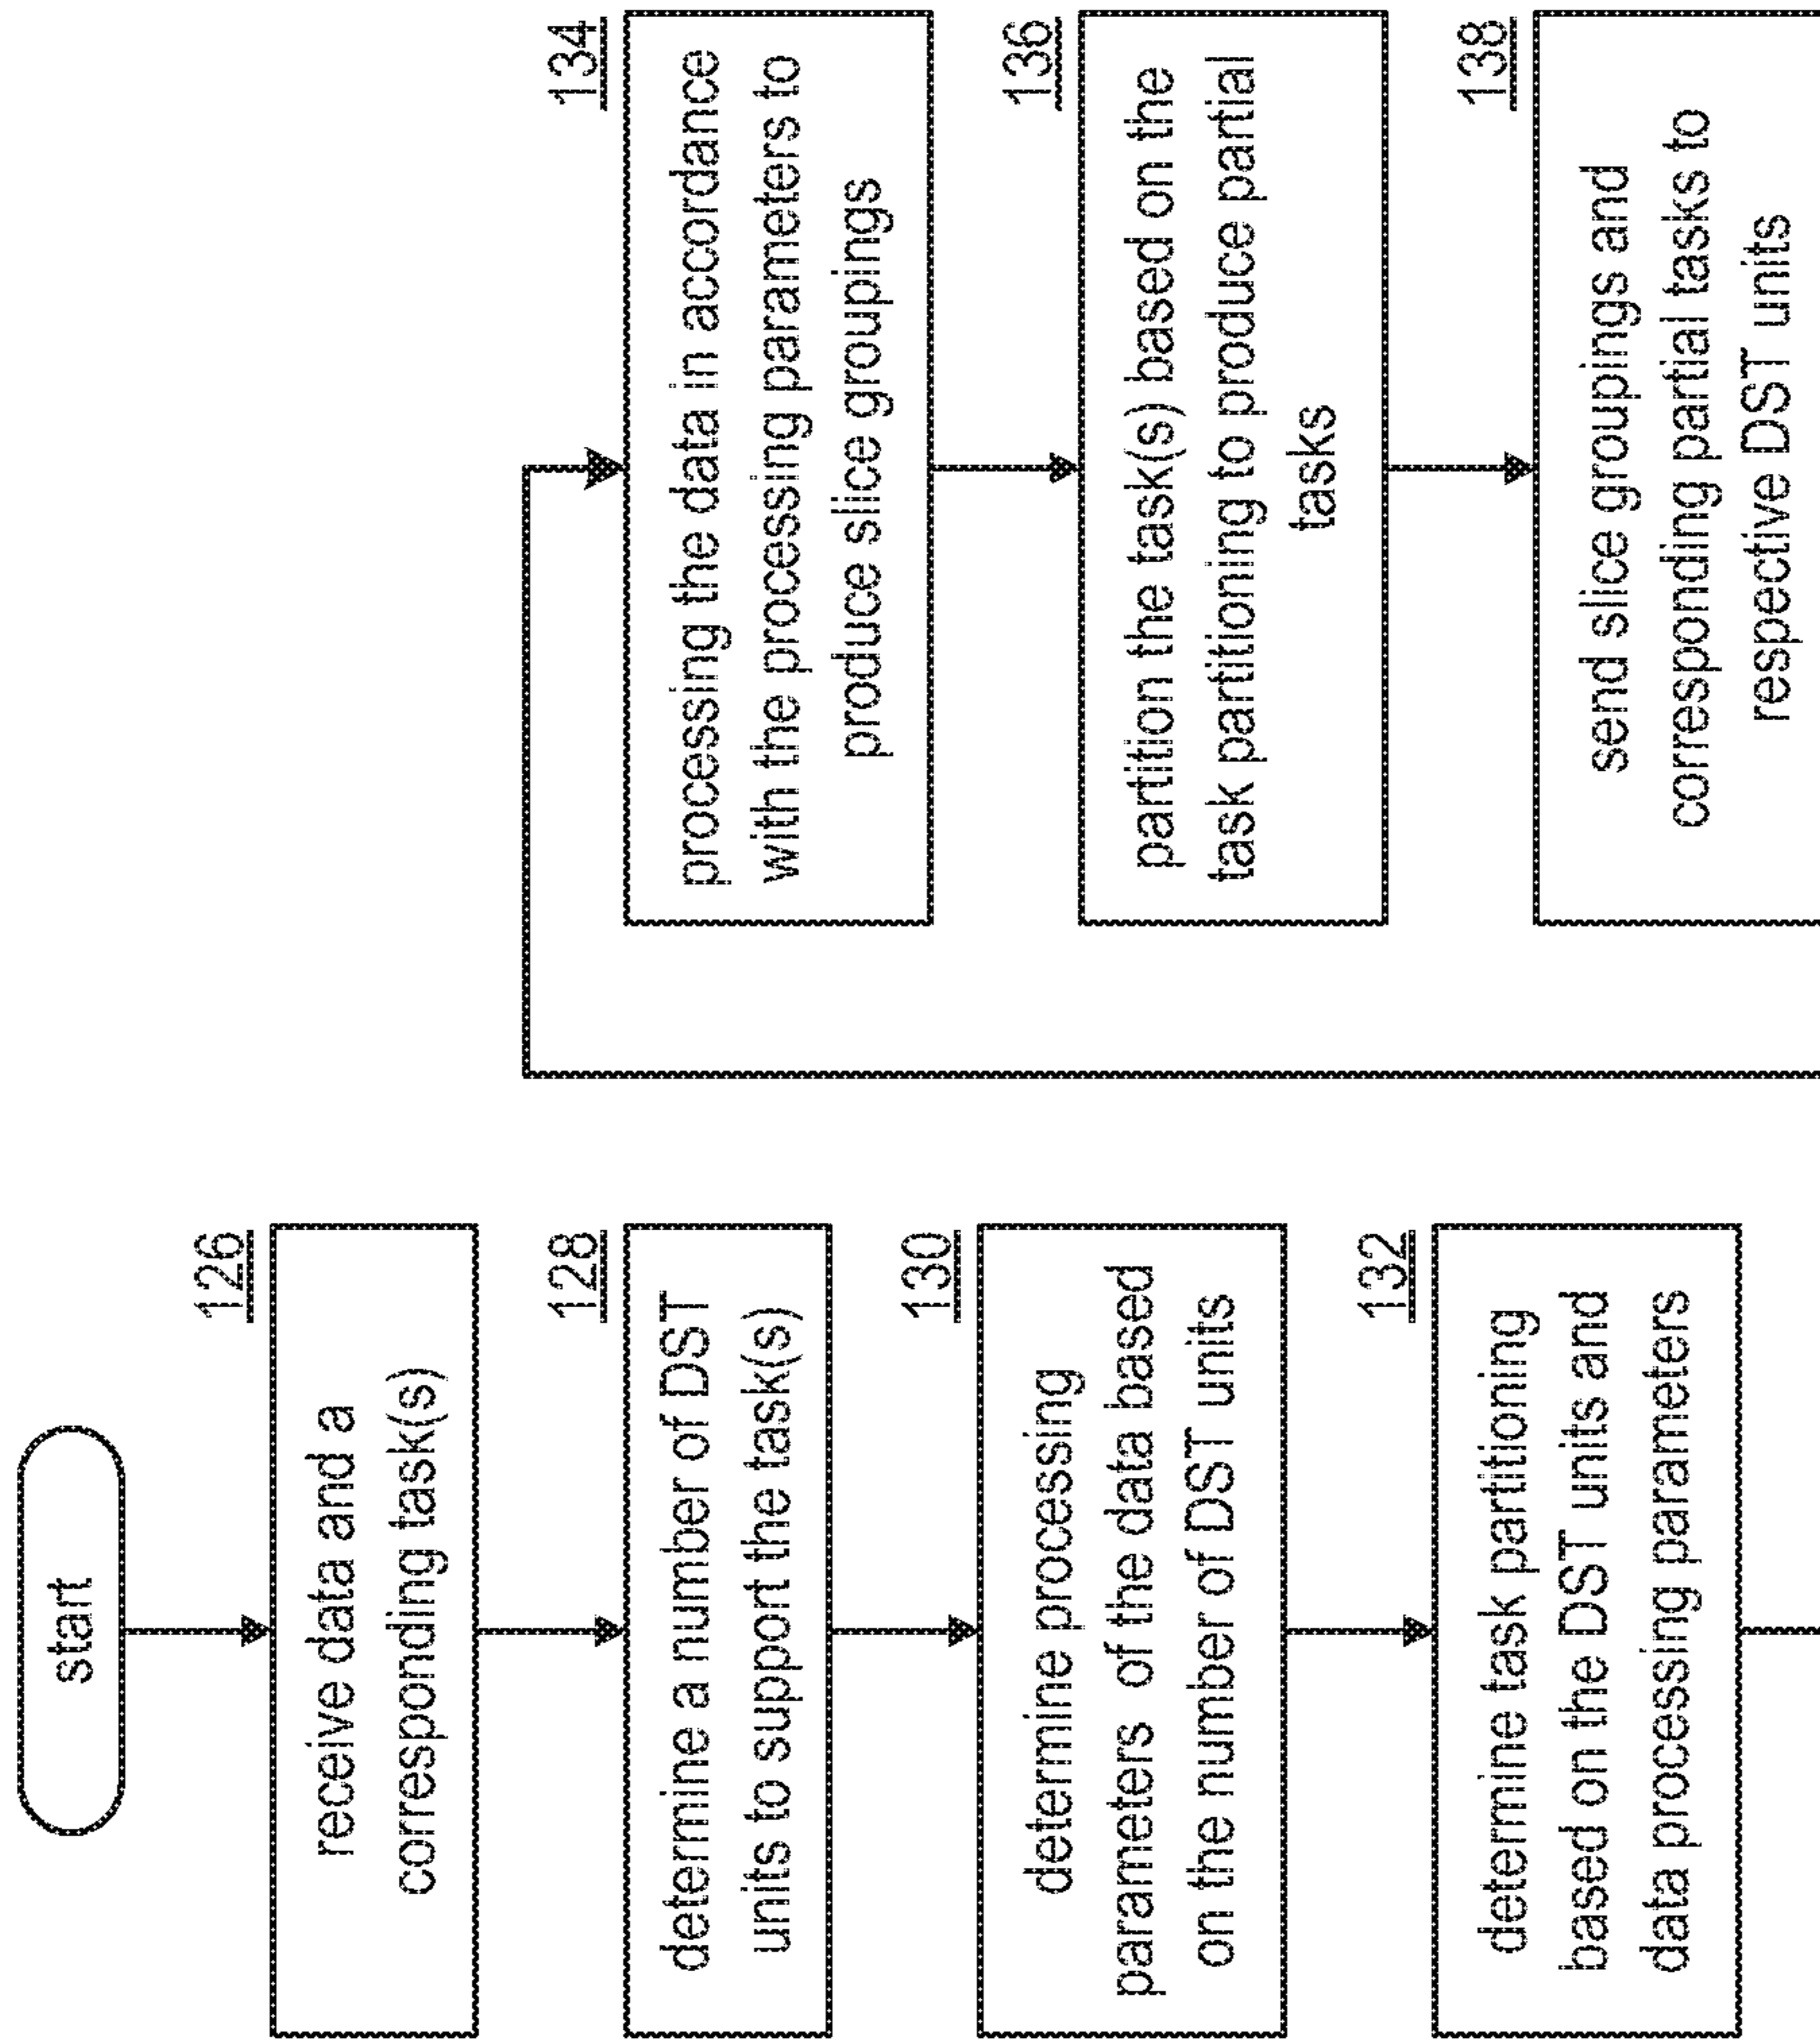 start
126
receive data and a
corresponding task(s)
128
determine a number of DST
units to support the task(s)
130
determine processing
parameters of the data based
on the number of DST units
132
determine task partitioning
based on the DST units and
data processing parameters
134
processing the data in accordance
with the processing parameters to
produce slice groupings
136
partition the task(s) based on the
task partitioning to produce partial
tasks
138
send slice groupings and
corresponding partial tasks to
respective DST units